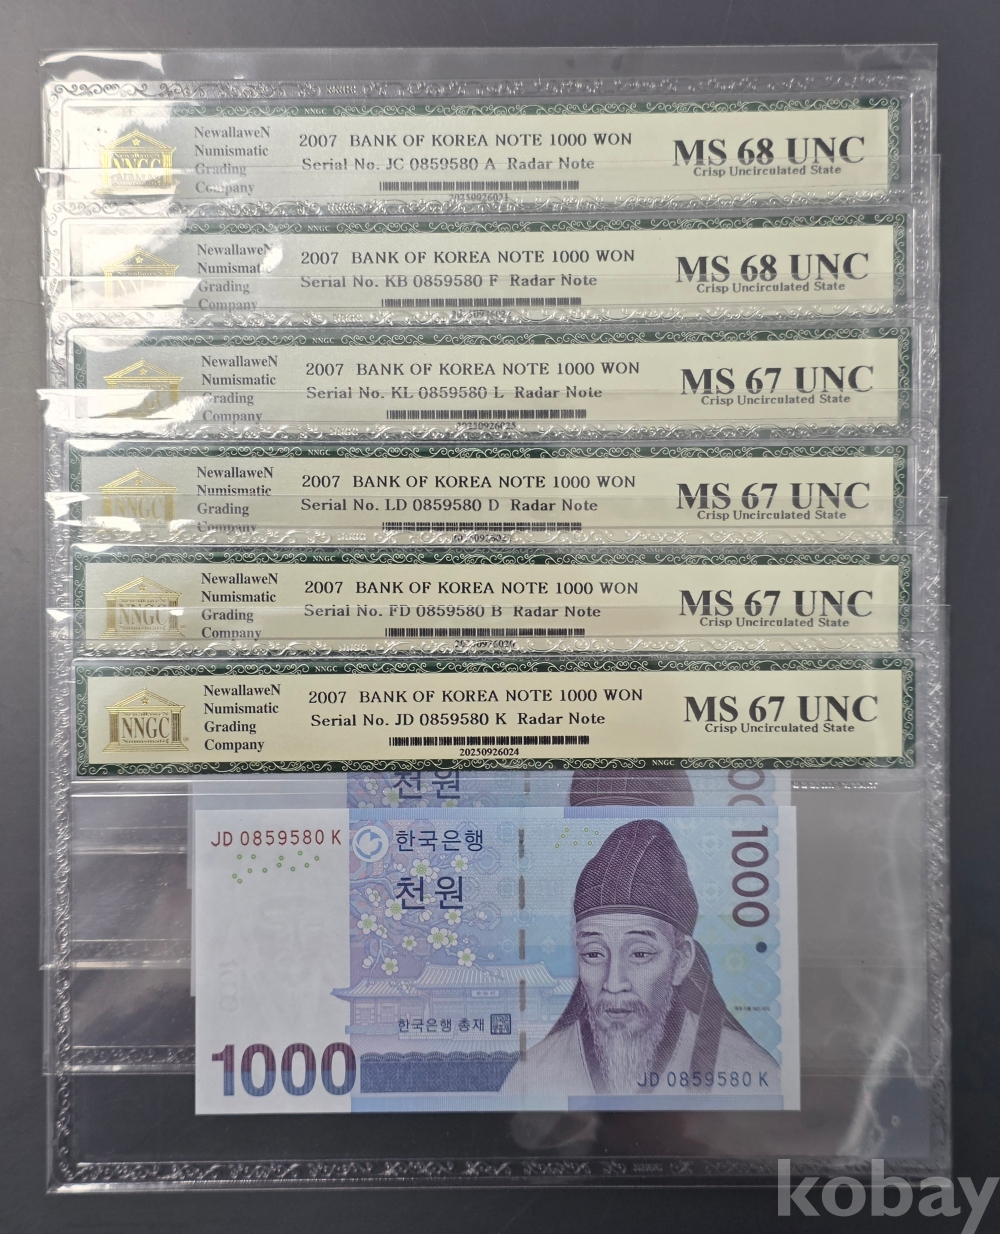 NNGC
NewallaweN
Numismatic
Grading
Company
2007 BANK OF KOREA NOTE 1000 WON
Serial No. JC 0859580 A Radar Note
20250926021
MS 68 UNC
Crisp Uncirculated State
NNGC
NewallaweN
Numismatic
Grading
Company
2007 BANK OF KOREA NOTE 1000 WON
Serial No. KB 0859580 F Radar Note
MS 68 UNC
Crisp Uncirculated State
NNGC
NewallaweN
Numismatic
Grading
Company
2007 BANK OF KOREA NOTE 1000 WON
Serial No. KL 0859580 L Radar Note
20250926025
MS 67 UNC
Crisp Uncirculated State
NNGC
NNGC
NewallaweN
Numismatic
Grading
Company
2007 BANK OF KOREA NOTE 1000 WON
Serial No. LD 0859580 D Radar Note
MS 67 UNC
Crisp Uncirculated State
NNGC
NNGC
NewallaweN
Numismatic
Grading
Company
2007 BANK OF KOREA NOTE 1000 WON
Serial No. FD 0859580 B Radar Note
MS 67 UNC
Crisp Uncirculated State
NNGC
NewallaweN
Numismatic
Grading
Company
2007 BANK OF KOREA NOTE 1000 WON
Serial No. JD 0859580 K Radar Note
20250926024
MS 67 UNC
Crisp Uncirculated State
NNGC
천원
JD 0859580 K
한국은행
천원
1000
한국은행 총재
1000
JD 0859580 K
kobay